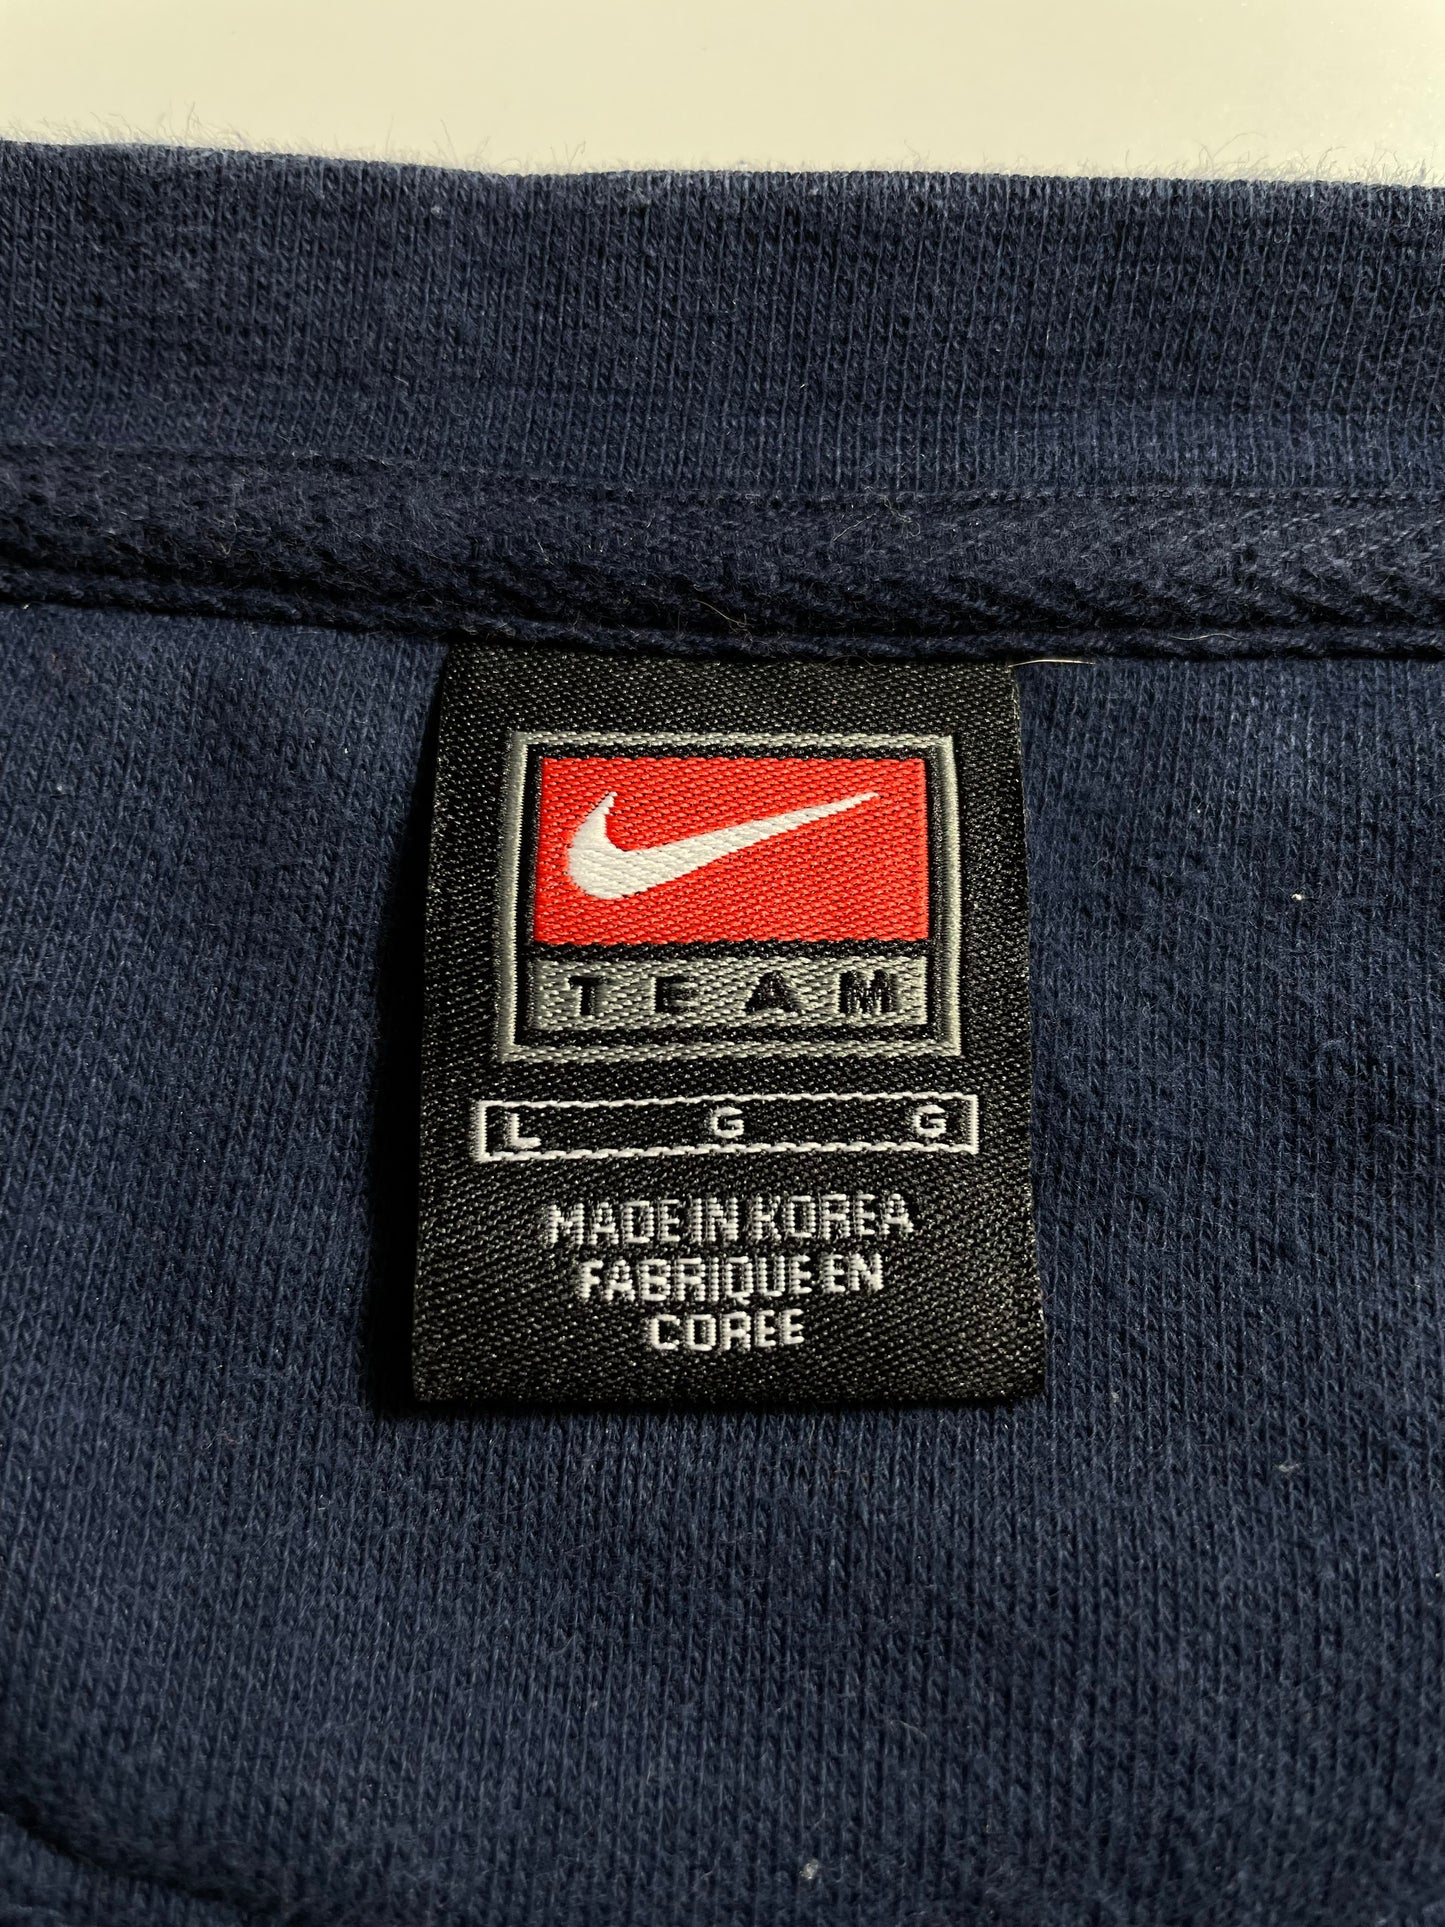 TEAM
L G G
MADE IN KOREA
FABRIQUE EN
COREE